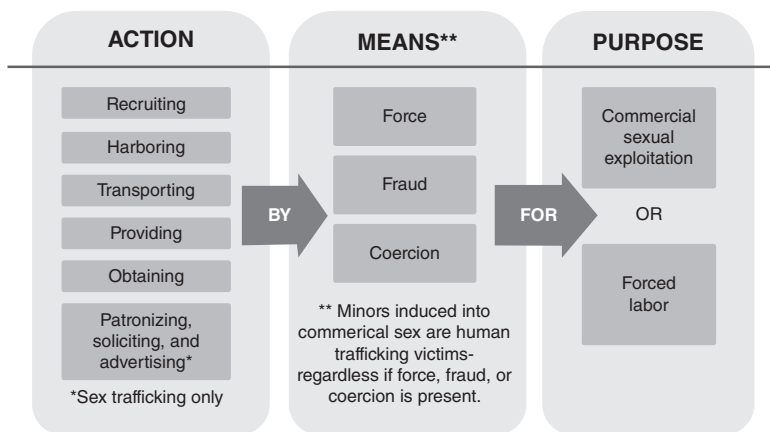 ACTION
Recruiting
Harboring
Transporting
Providing
Obtaining
Patronizing,
soliciting, and
advertising*
*Sex trafficking only
BY
MEANS**
Force
Fraud
Coercion
** Minors induced into
commerical sex are human
trafficking victims-
regardless if force, fraud, or
coercion is present.
FOR
PURPOSE
Commercial
sexual
exploitation
OR
Forced
labor